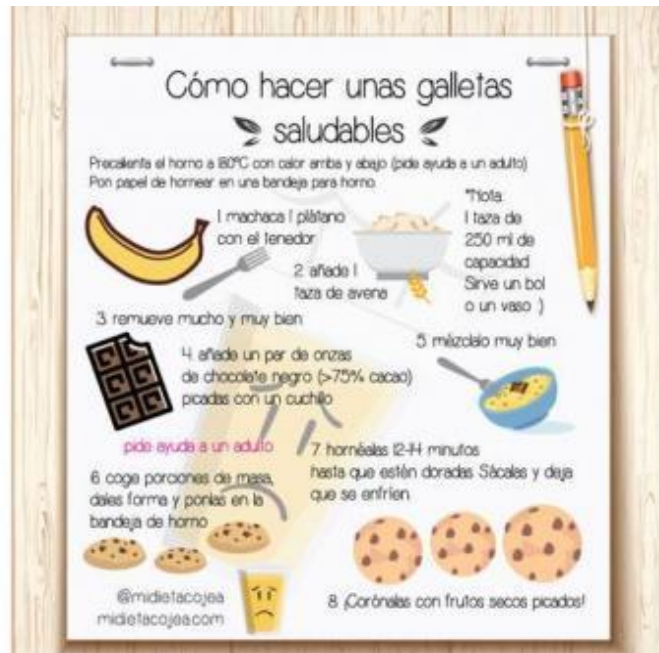 Cómo hacer unas galletas
saludables
Precalienta el horno a 180ºC con calor arriba y abajo (pide ayuda a un adulto)
Pon papel de hornear en una bandeja para horno
1 machaca 1 plátano
con el tenedor
2 añade 1
taza de avena
*Nota:
1 taza de
250 ml de
capacidad
Sirve un bol
o un vaso :)
3 remueve mucho y muy bien
4 añade un par de onzas
de chocolate negro (>75% cacao)
picadas con un cuchillo
pide ayuda a un adulto
5 mézclalo muy bien
6 coge porciones de masa,
dales forma y ponlas en la
bandeja de horno
7 hornéalas 12-14 minutos
hasta que estén doradas Sácalas y deja
que se enfríen
8 ¡Corónalas con frutos secos picados!
@midietacojea
midietacojea.com